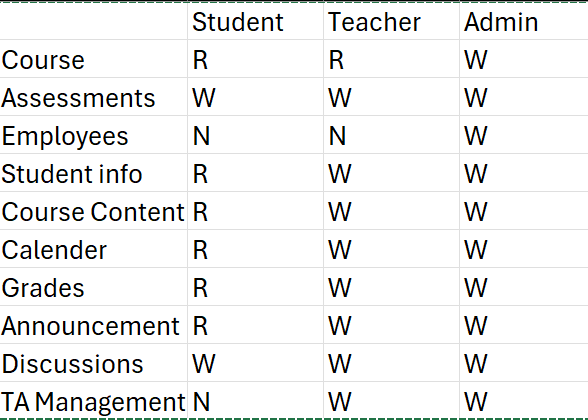 Student Teacher Admin
Course R R W
Assessments W W W
Employees N N W
Student info R W W
Course Content R W W
Calender R W W
Grades R W W
Announcement R W W
Discussions W W W
TA Management N W W